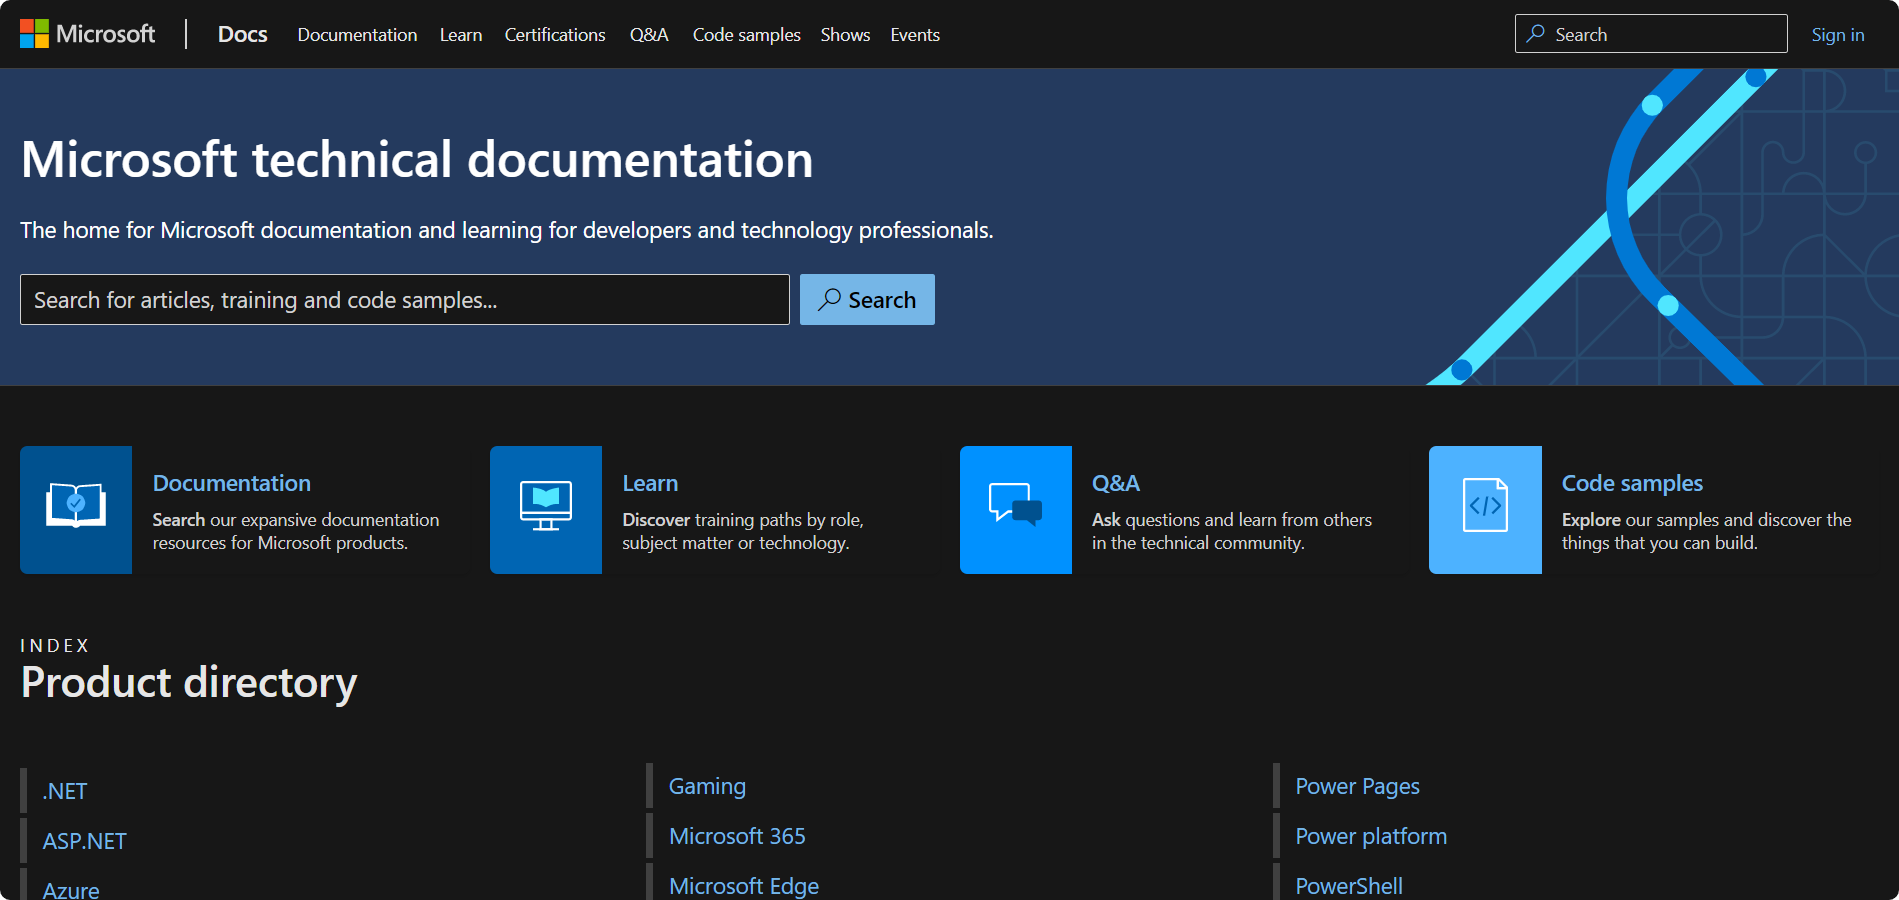 Microsoft Docs Documentation Learn Certifications Q&A Code samples Shows Events Search Sign in
Microsoft technical documentation
The home for Microsoft documentation and learning for developers and technology professionals.
Search for articles, training and code samples... Search
Documentation
Search our expansive documentation
resources for Microsoft products.
Learn
Discover training paths by role,
subject matter or technology.
Q&A
Ask questions and learn from others
in the technical community.
Code samples
Explore our samples and discover the
things that you can build.
INDEX
Product directory
.NET
ASP.NET
Azure
Gaming
Microsoft 365
Microsoft Edge
Power Pages
Power platform
PowerShell